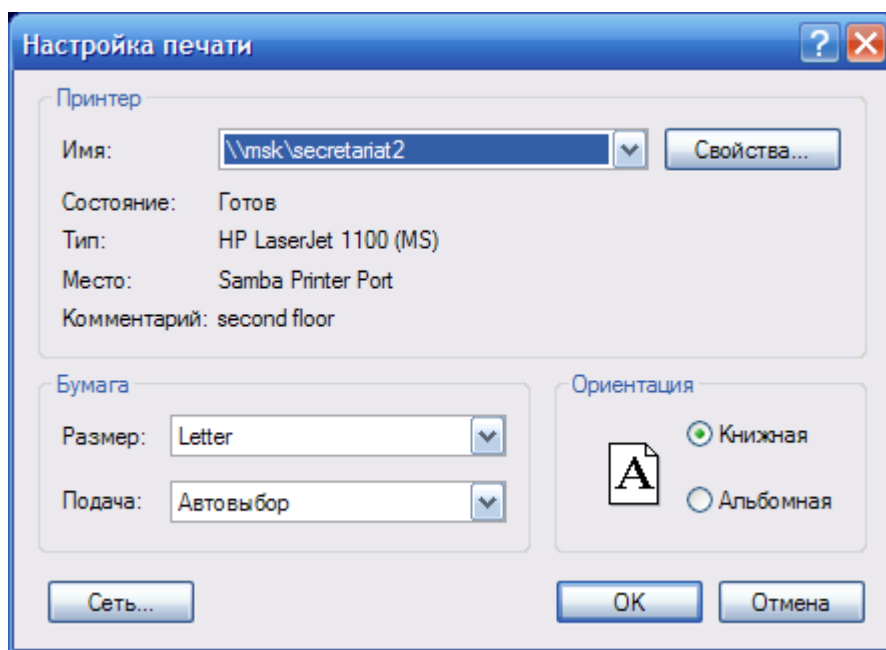 Настройка печати
Принтер
Имя: \\msk\secretariat2 Свойства...
Состояние: Готов
Тип: HP LaserJet 1100 (MS)
Место: Samba Printer Port
Комментарий: second floor
Бумага
Размер: Letter
Подача: Автовыбор
Ориентация
A
Книжная
Альбомная
Сеть... OK Отмена